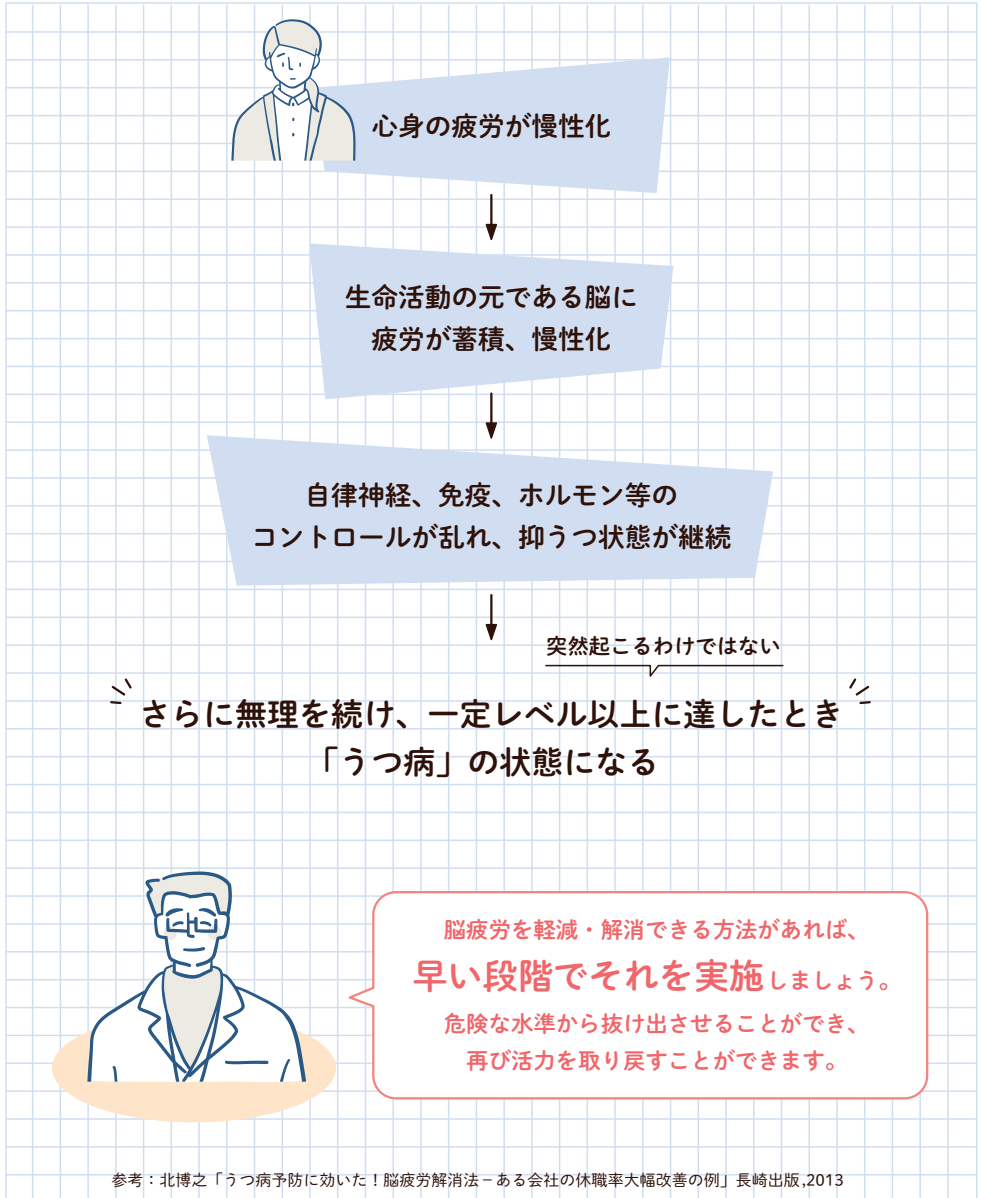 心身の疲労が慢性化
生命活動の元である脳に
疲労が蓄積、慢性化
自律神経、免疫、ホルモン等の
コントロールが乱れ、抑うつ状態が継続
突然起こるわけではない
さらに無理を続け、一定レベル以上に達したとき
「うつ病」の状態になる
脳疲労を軽減・解消できる方法があれば、
早い段階でそれを実施しましょう。
危険な水準から抜け出させることができ、
再び活力を取り戻すことができます。
参考：北博之「うつ病予防に効いた！脳疲労解消法－ある会社の休職率大幅改善の例」長崎出版,2013